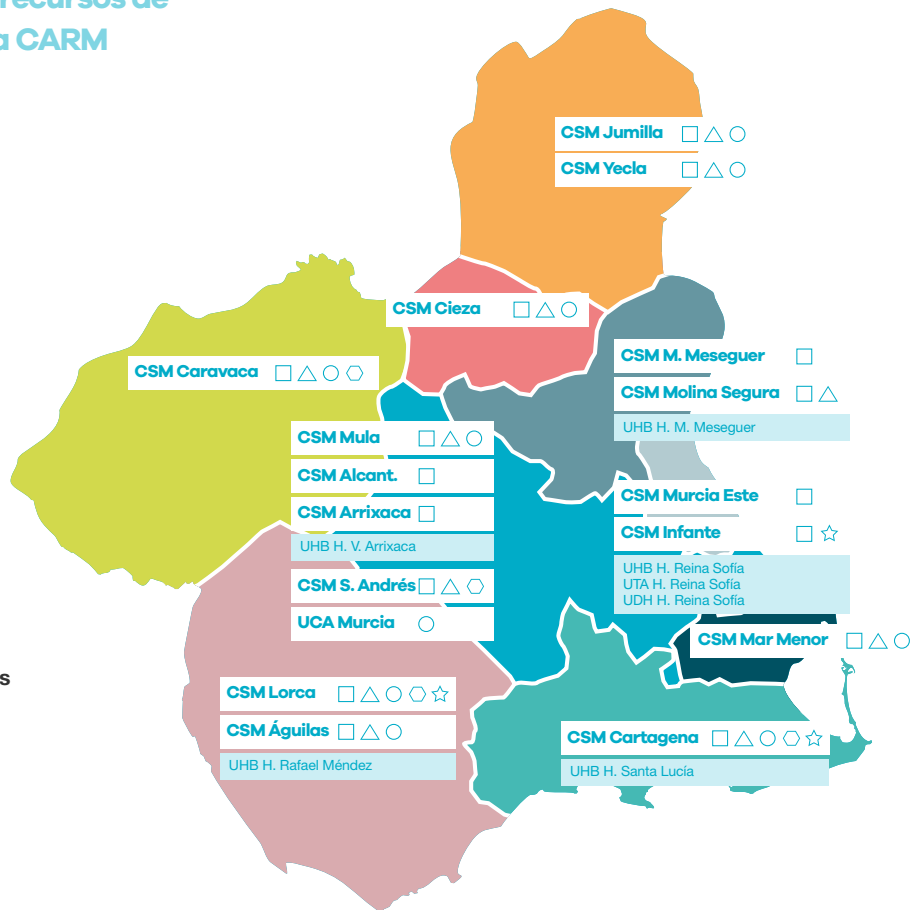 recursos de
a CARM
CSM Jumilla
CSM Yecla
CSM Cieza
CSM Caravaca
CSM M. Meseguer
CSM Molina Segura
UHB H. M. Meseguer
CSM Mula
CSM Alcant.
CSM Arrixaca
UHB H. V. Arrixaca
CSM S. Andrés
UCA Murcia
CSM Murcia Este
CSM Infante
UHB H. Reina Sofía
UTA H. Reina Sofía
UDH H. Reina Sofía
CSM Mar Menor
s
CSM Lorca
CSM Águilas
UHB H. Rafael Méndez
CSM Cartagena
UHB H. Santa Lucía